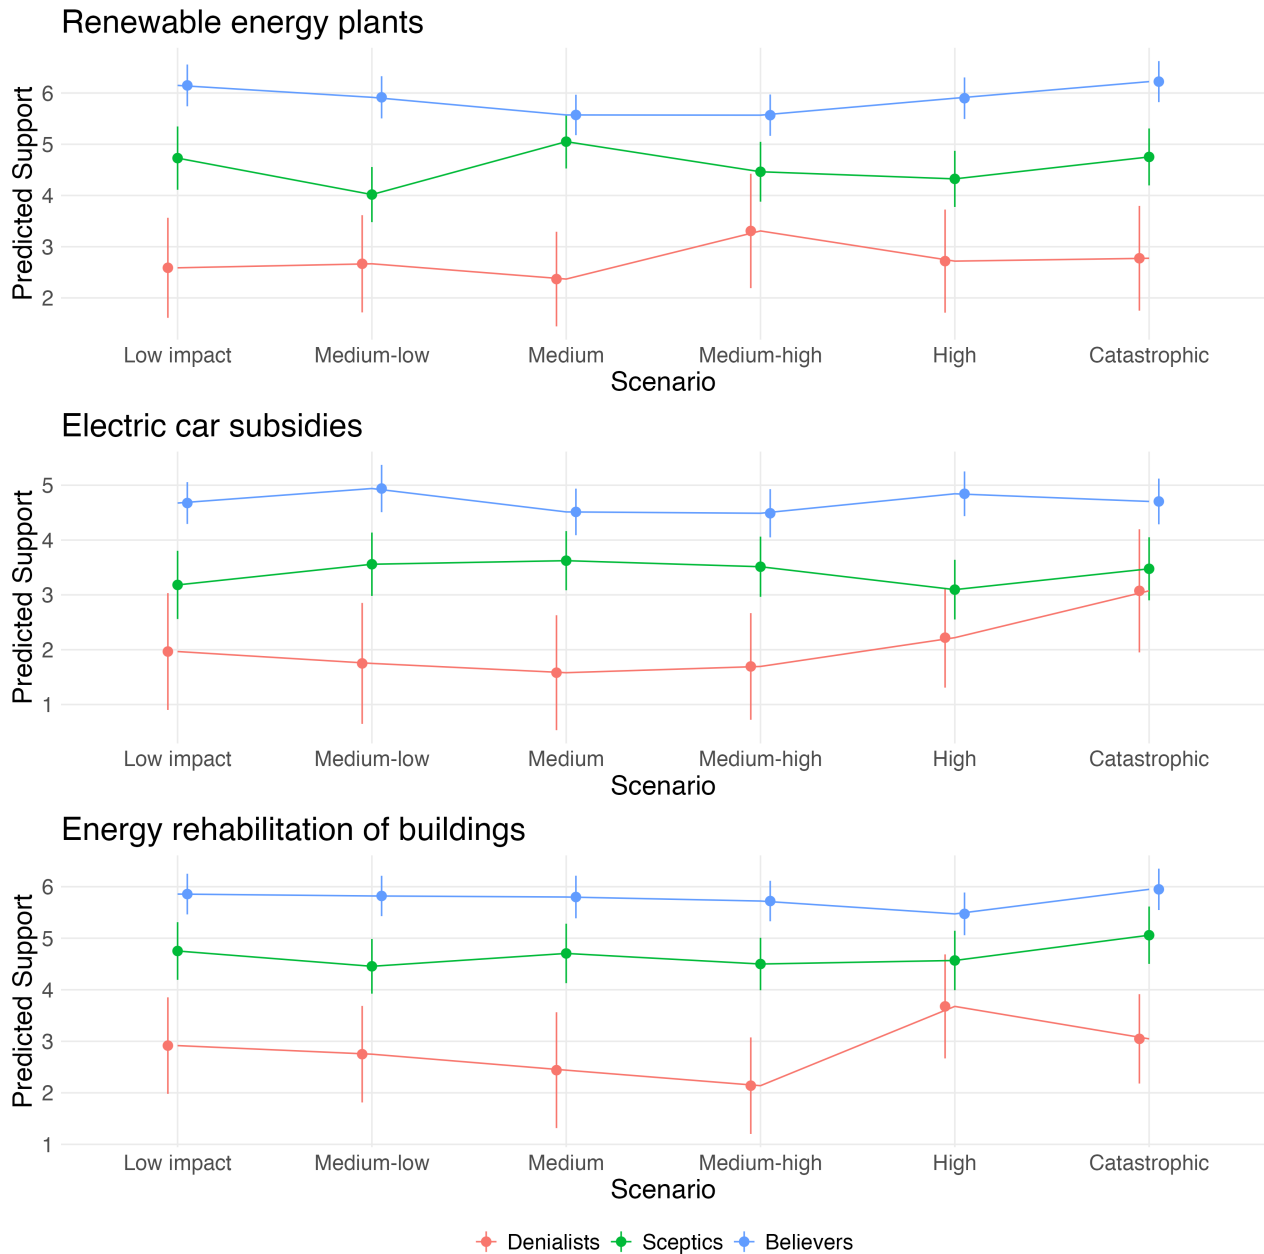 Renewable energy plants
Predicted Support
6
5
4
3
2
Low impact Medium-low Medium Medium-high High Catastrophic
Scenario
Electric car subsidies
Predicted Support
5
4
3
2
1
Low impact Medium-low Medium Medium-high High Catastrophic
Scenario
Energy rehabilitation of buildings
Predicted Support
6
5
4
3
2
1
Low impact Medium-low Medium Medium-high High Catastrophic
Scenario
Denialists Sceptics Believers